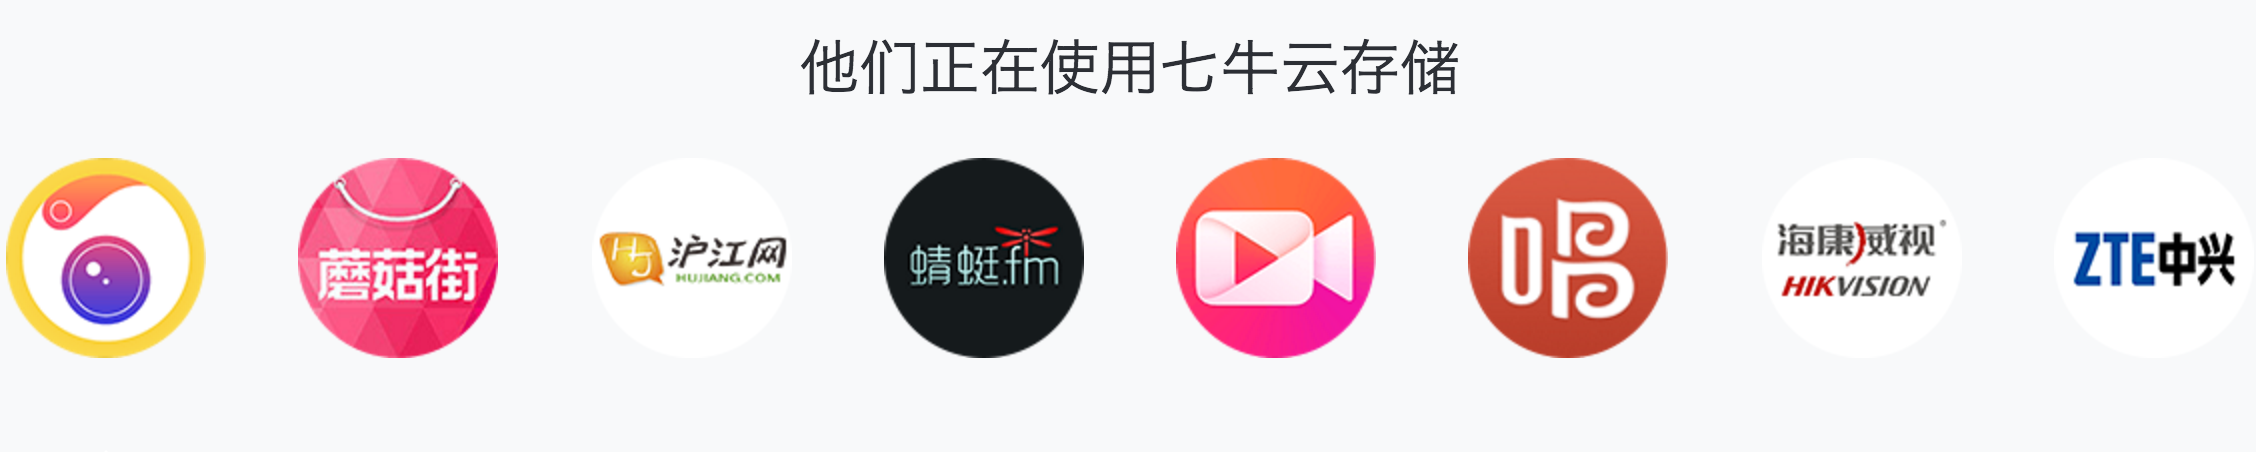 他们正在使用七牛云存储
蘑菇街
HJ 沪江网
HUJIANG.COM
蜻蜓.fm
唱
海康威视®
HIKVISION
ZTE中兴